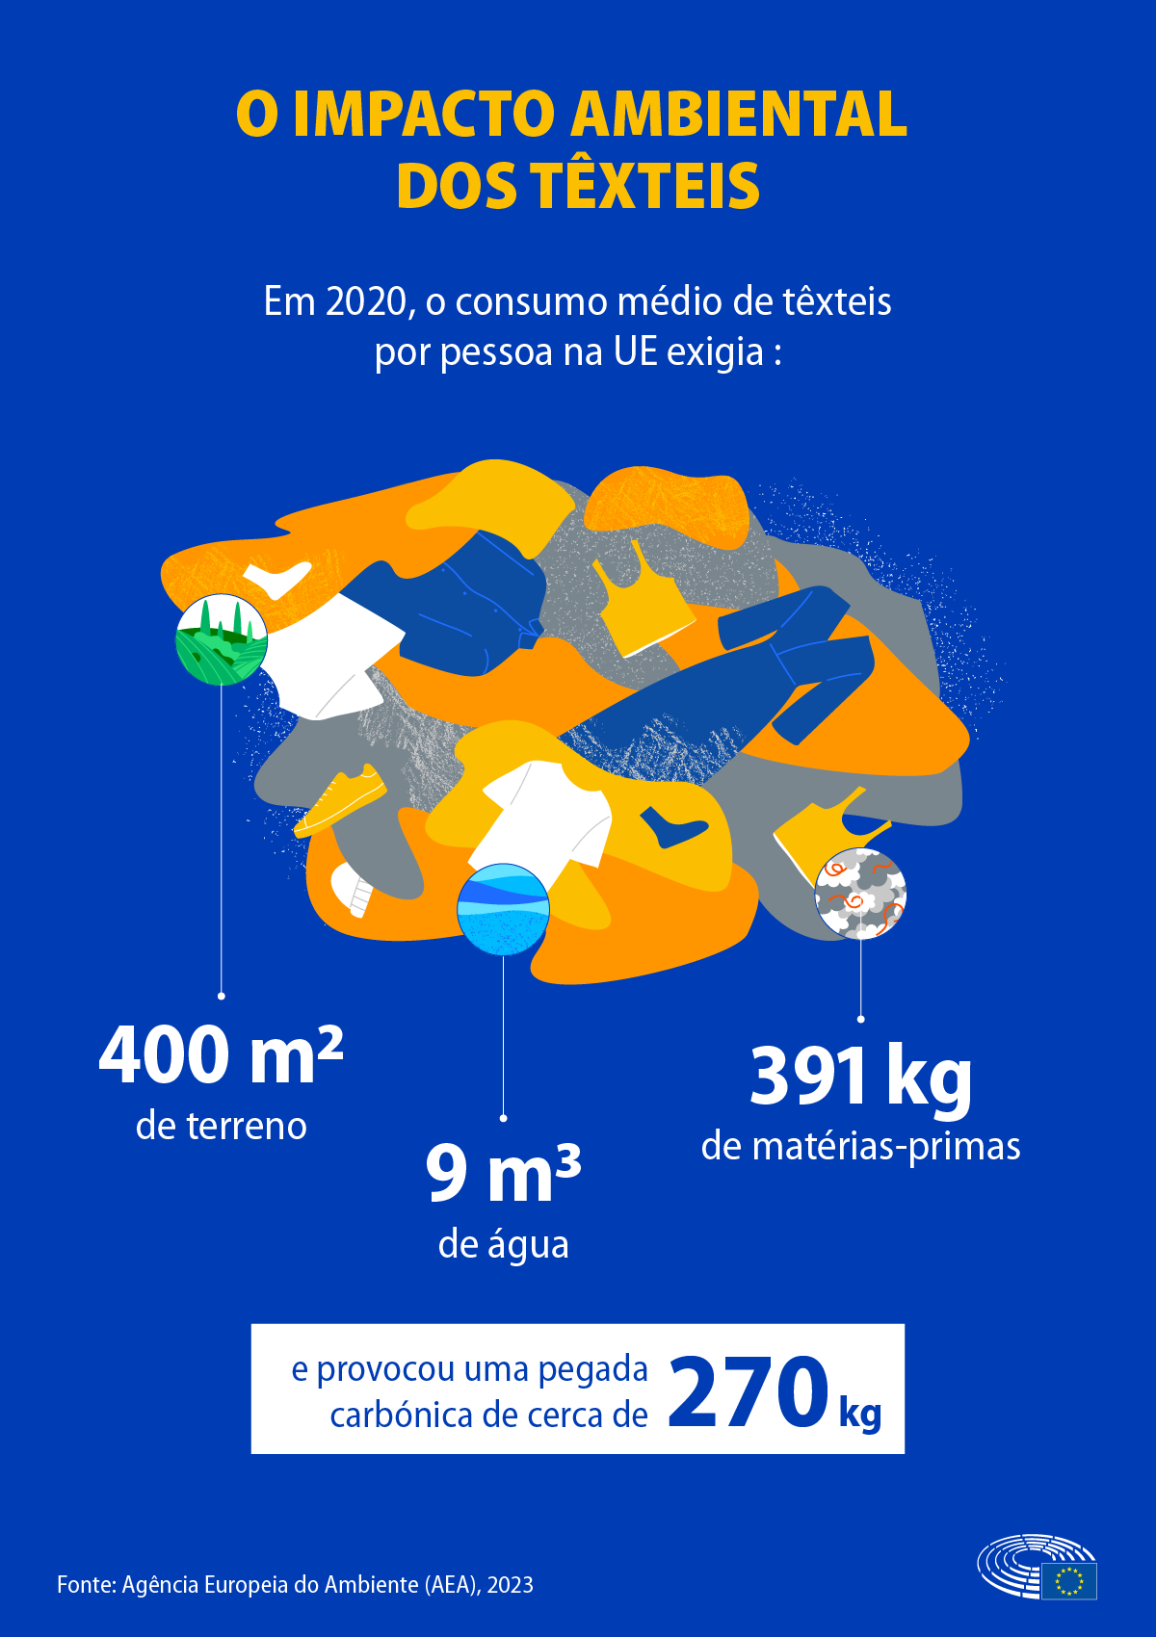 O IMPACTO AMBIENTAL
DOS TÊXTEIS
Em 2020, o consumo médio de têxteis
por pessoa na UE exigia :
400 m²
de terreno
9 m³
de água
391 kg
de matérias-primas
e provocou uma pegada
carbónica de cerca de
270 kg
Fonte: Agência Europeia do Ambiente (AEA), 2023